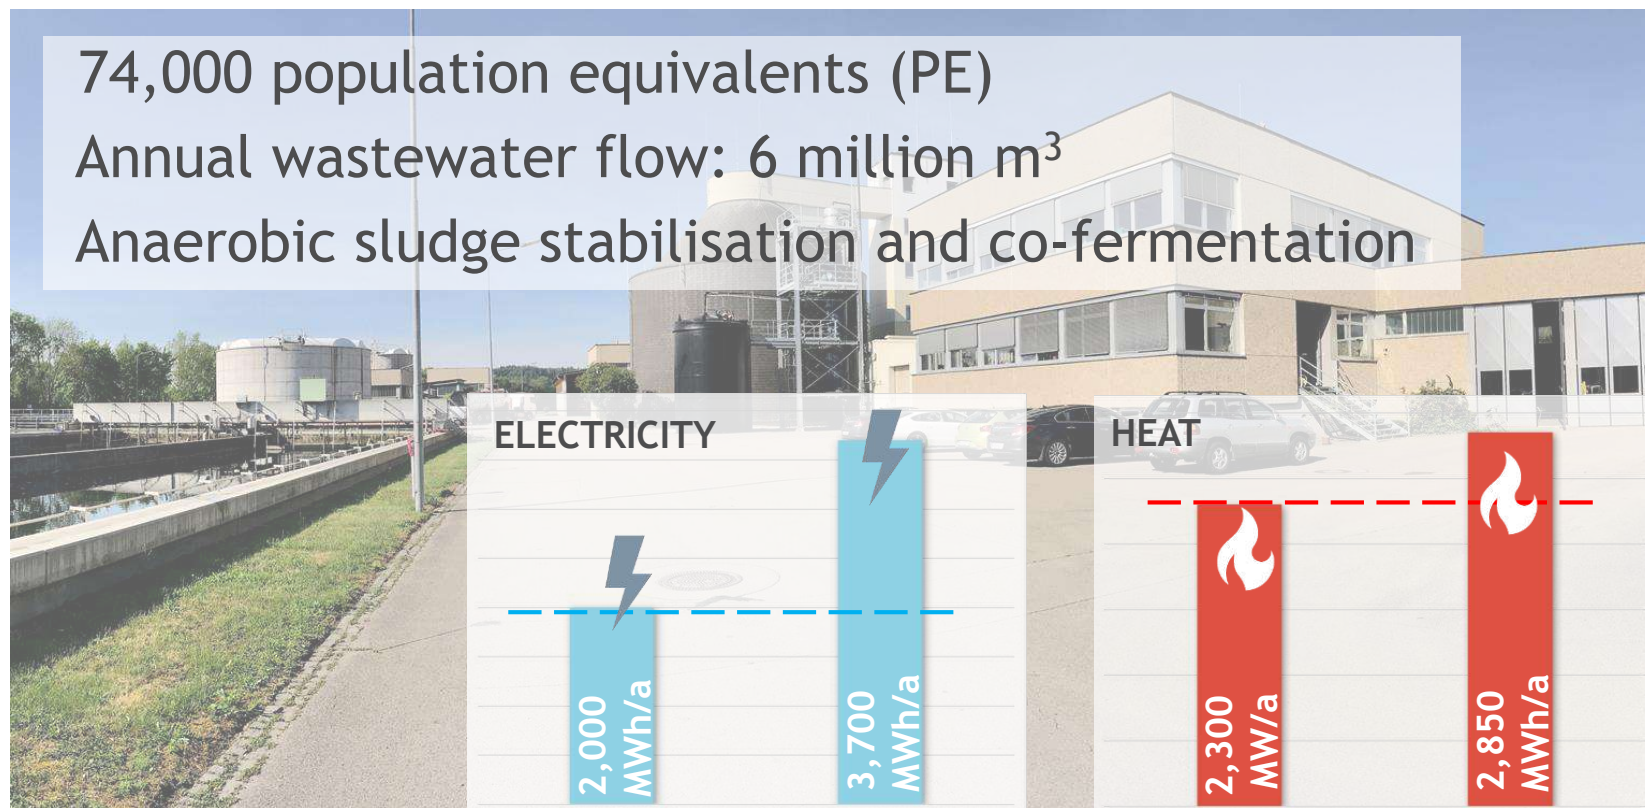 74,000 population equivalents (PE)
Annual wastewater flow: 6 million m³
Anaerobic sludge stabilisation and co-fermentation
ELECTRICITY
2,000
MWh/a
3,700
MWh/a
HEAT
2,300
MW/a
2,850
MWh/a